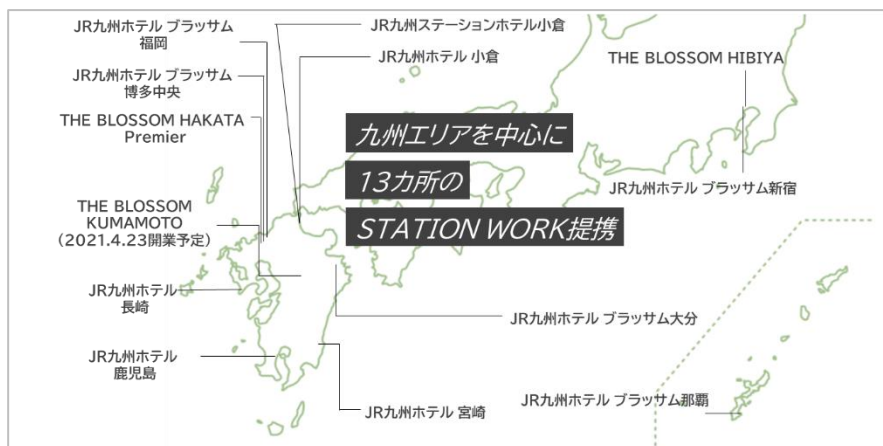 JR九州ホテル ブラッサム
福岡
JR九州ステーションホテル小倉
JR九州ホテル 小倉
THE BLOSSOM HIBIYA
JR九州ホテル ブラッサム
博多中央
THE BLOSSOM HAKATA
Premier
九州エリアを中心に
13カ所の
STATION WORK提携
JR九州ホテル ブラッサム新宿
THE BLOSSOM
KUMAMOTO
（2021.4.23開業予定）
JR九州ホテル
長崎
JR九州ホテル ブラッサム大分
JR九州ホテル
鹿児島
JR九州ホテル 宮崎
JR九州ホテル ブラッサム那覇